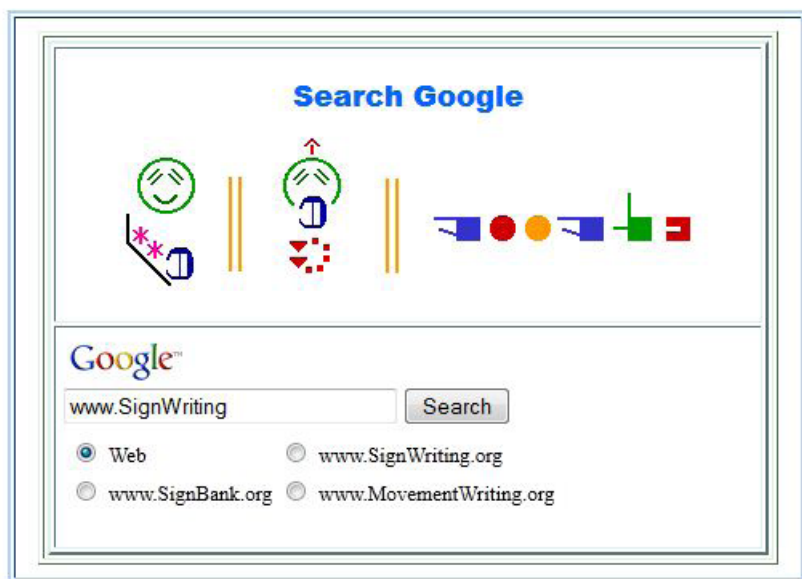 Search Google
Google™
www.SignWriting
Search
Web
www.SignWriting.org
www.SignBank.org
www.MovementWriting.org